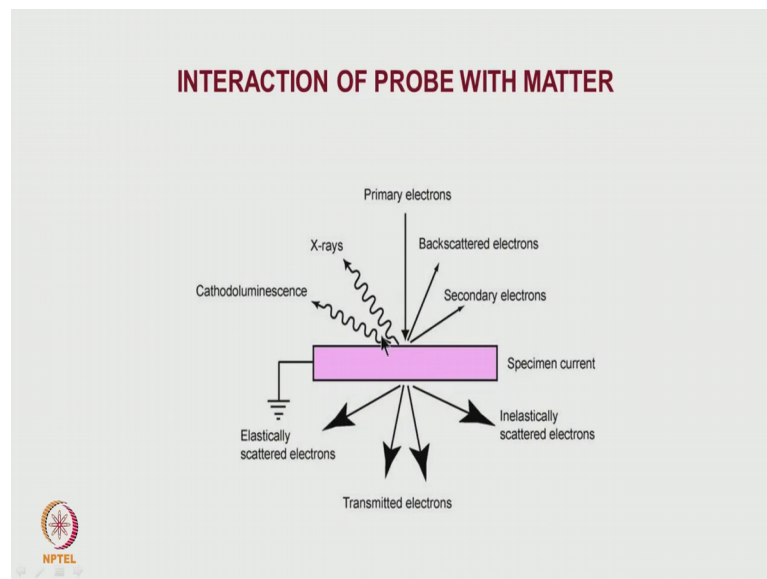 INTERACTION OF PROBE WITH MATTER
Primary electrons
X-rays
Backscattered electrons
Cathodoluminescence
Secondary electrons
Specimen current
Elastically
scattered electrons
Inelastically
scattered electrons
Transmitted electrons
NPTEL